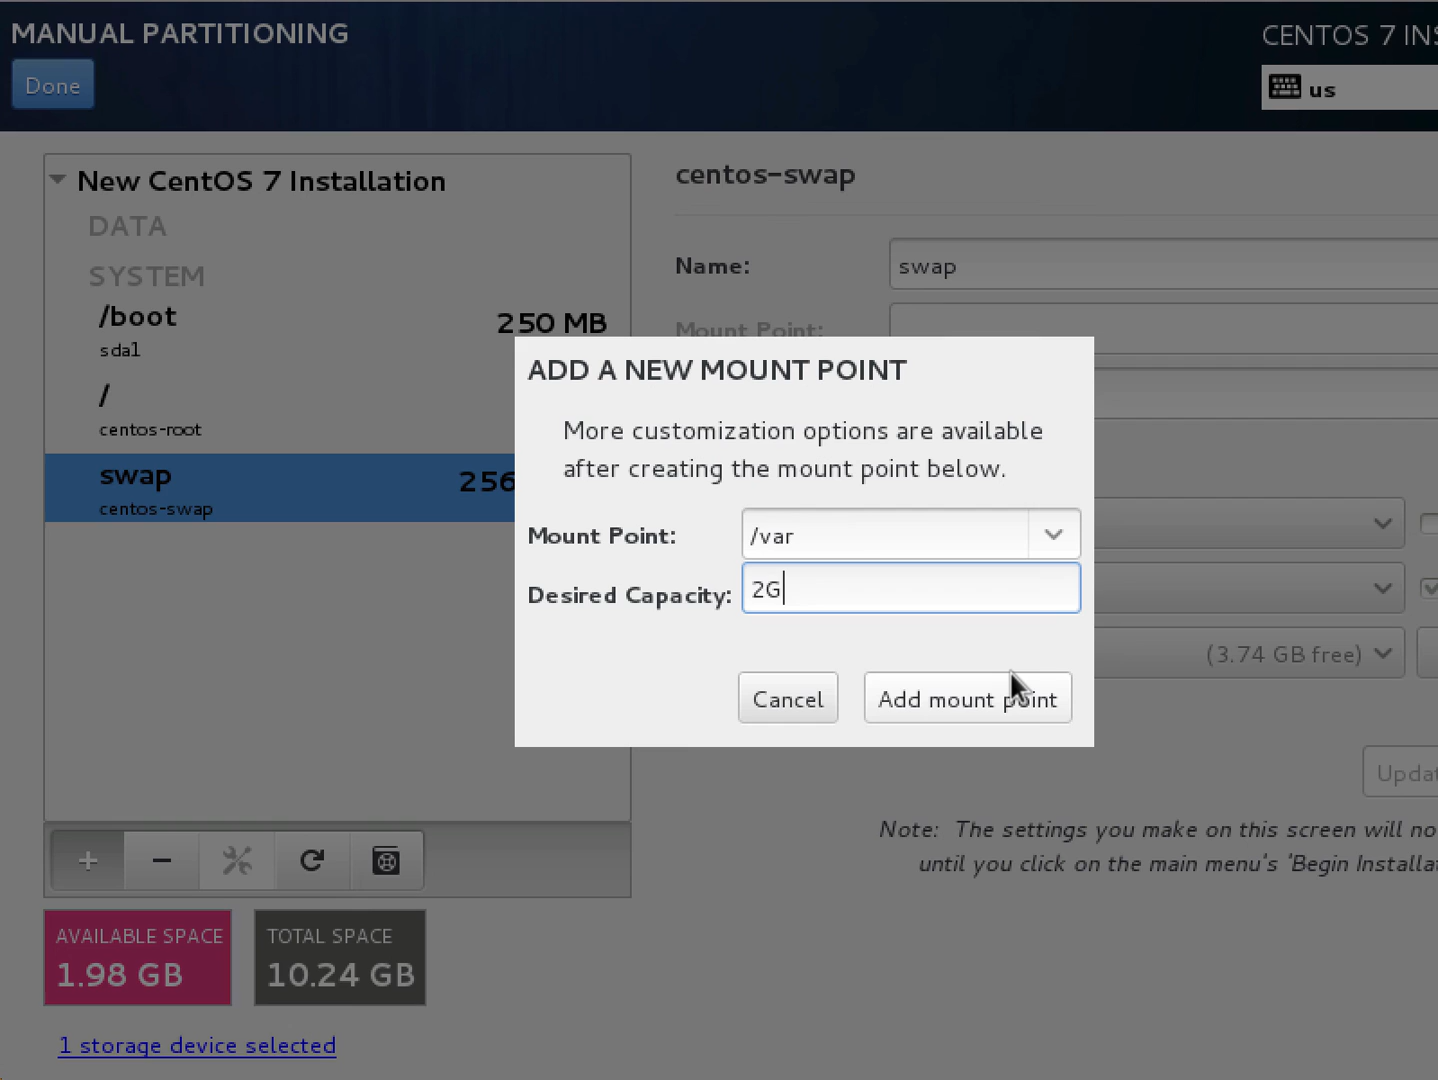 MANUAL PARTITIONING
CENTOS 7 INS
Done
us
New CentOS 7 Installation
DATA
SYSTEM
/boot
250 MB
sda1
/
centos-root
swap
256
centos-swap
centos-swap
Name:
swap
Mount Point:
ADD A NEW MOUNT POINT
More customization options are available
after creating the mount point below.
Mount Point:
/var
Desired Capacity:
2G
Cancel
Add mount point
(3.74 GB free)
Updat
Note: The settings you make on this screen will no
until you click on the main menu's 'Begin Installa
+
-
AVAILABLE SPACE
1.98 GB
TOTAL SPACE
10.24 GB
1 storage device selected